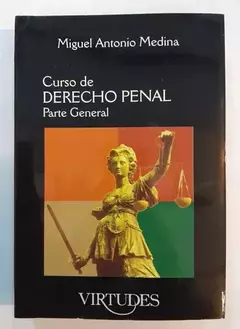 Miguel Antonio Medina
Curso de
DERECHO PENAL
Parte General
VIRTUDES